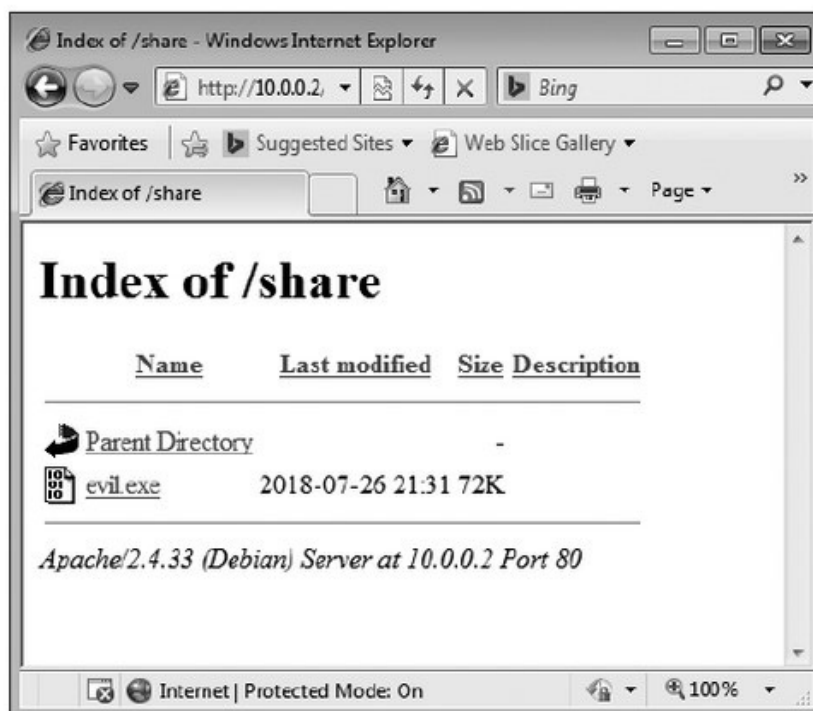 Index of /share - Windows Internet Explorer
http://10.0.0.2/ Bing
Favorites Suggested Sites Web Slice Gallery
Index of /share Page »
Index of /share
Name Last modified Size Description
Parent Directory -
evil.exe 2018-07-26 21:31 72K
Apache/2.4.33 (Debian) Server at 10.0.0.2 Port 80
Internet | Protected Mode: On 100%